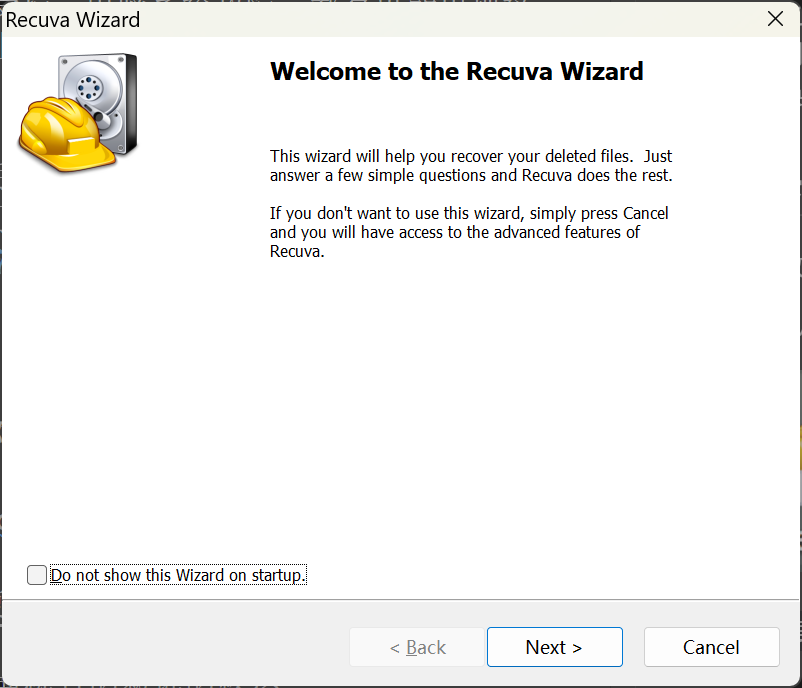 Recuva Wizard
Welcome to the Recuva Wizard
This wizard will help you recover your deleted files.  Just
answer a few simple questions and Recuva does the rest.
If you don't want to use this wizard, simply press Cancel
and you will have access to the advanced features of
Recuva.
Do not show this Wizard on startup.
< Back
Next >
Cancel